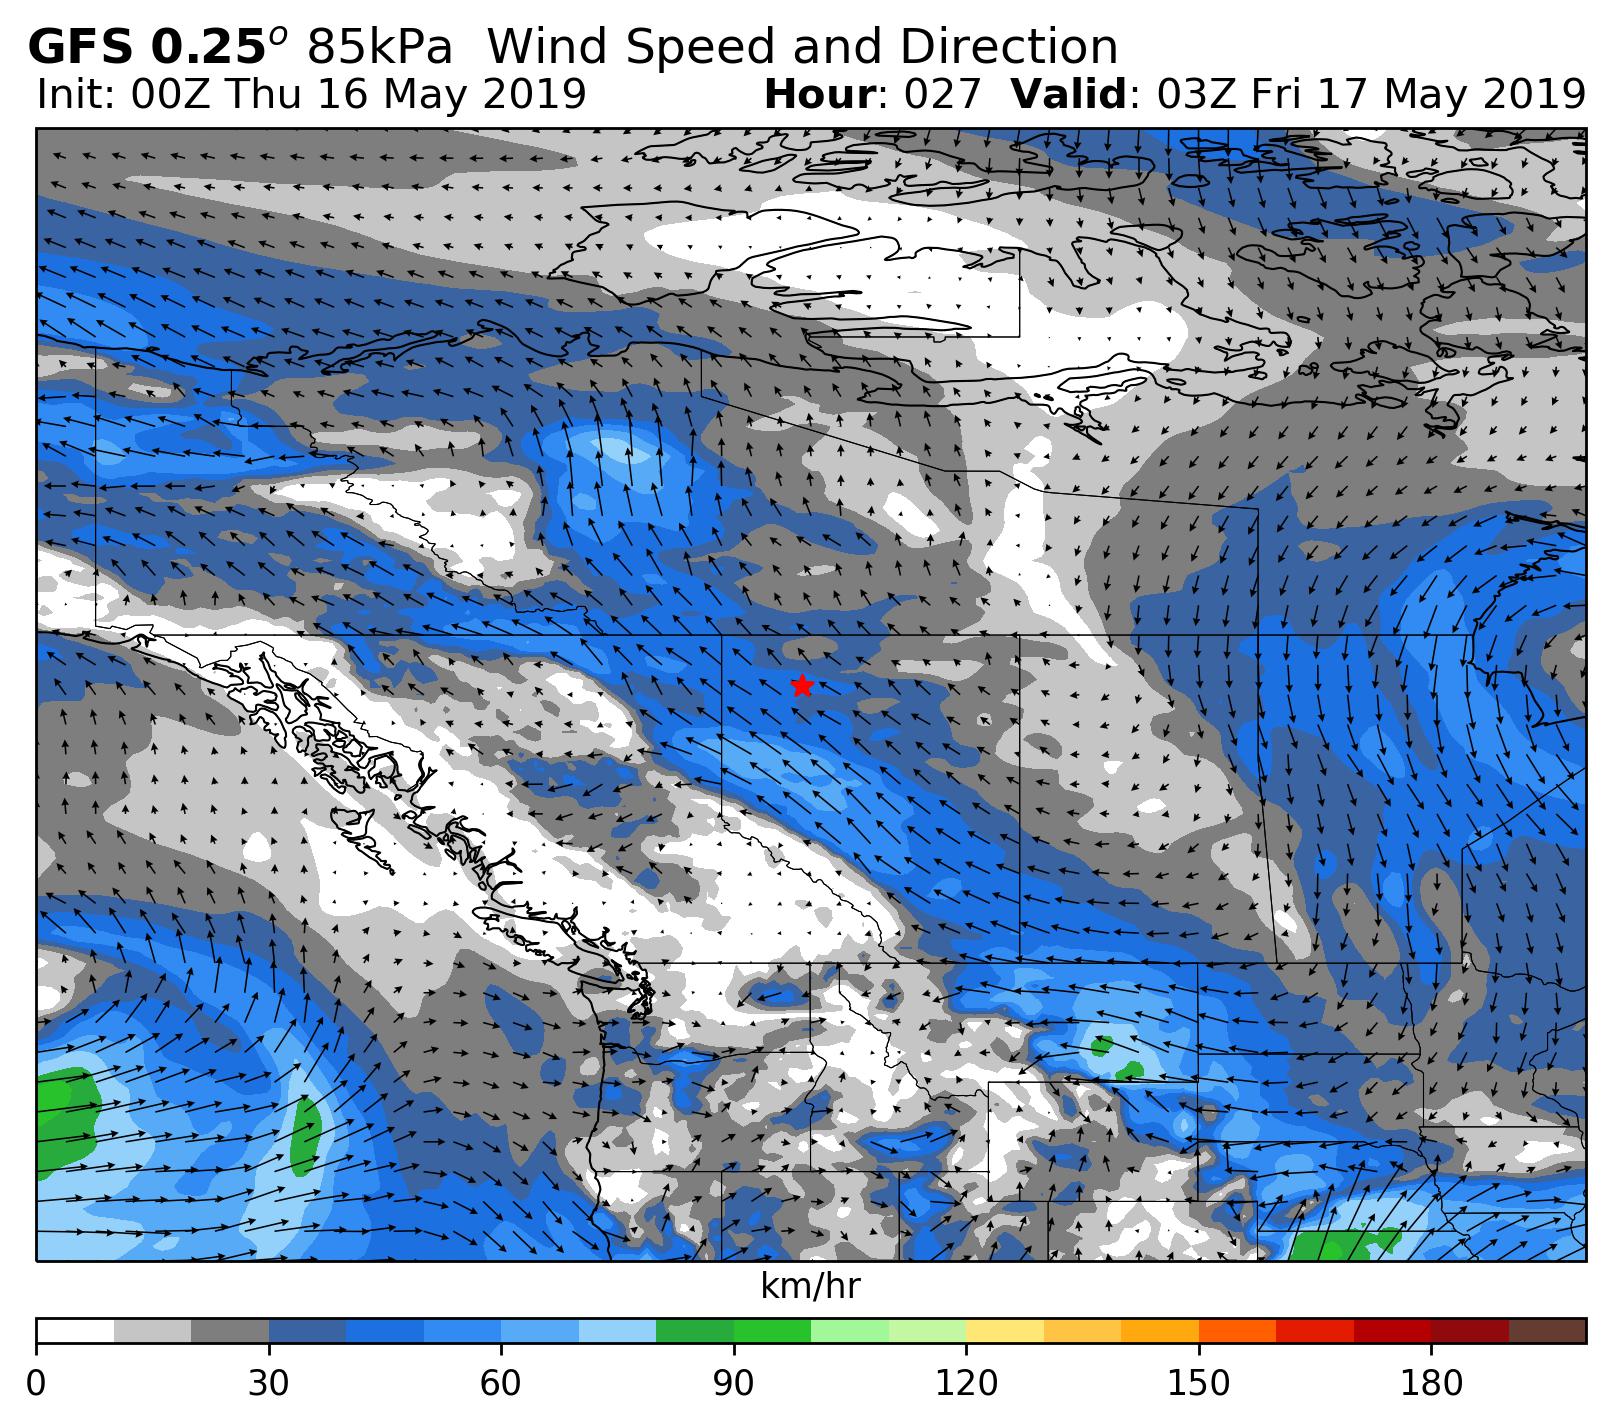 GFS 0.25° 85kPa Wind Speed and Direction
Init: 00Z Thu 16 May 2019 Hour: 027 Valid: 03Z Fri 17 May 2019
km/hr
0 30 60 90 120 150 180